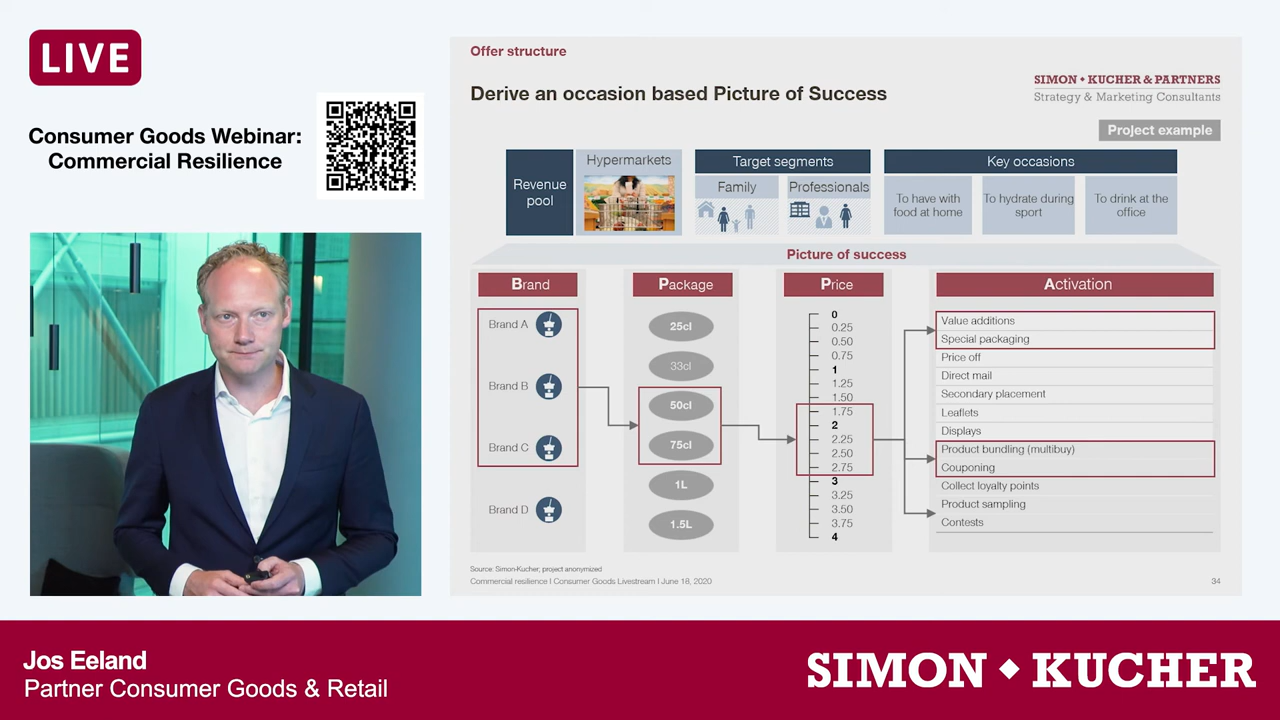 LIVE
Consumer Goods Webinar:
Commercial Resilience
Offer structure
Derive an occasion based Picture of Success
SIMON • KUCHER & PARTNERS
Strategy & Marketing Consultants
Project example
Revenue
pool
Hypermarkets
Target segments
Family
Professionals
Key occasions
To have with
food at home
To hydrate during
sport
To drink at the
office
Picture of success
Brand
Brand A
Brand B
Brand C
Brand D
Package
25cl
33cl
50cl
75cl
1L
1.5L
Price
0
0.25
0.50
0.75
1
1.25
1.50
1.75
2
2.25
2.50
2.75
3
3.25
3.50
3.75
4
Activation
Value additions
Special packaging
Price off
Direct mail
Secondary placement
Leaflets
Displays
Product bundling (multibuy)
Couponing
Collect loyalty points
Product sampling
Contests
Source: Simon-Kucher; project anonymized
Commercial resilience I Consumer Goods Livestream I June 18, 2020
34
Jos Eeland
Partner Consumer Goods & Retail
SIMON • KUCHER